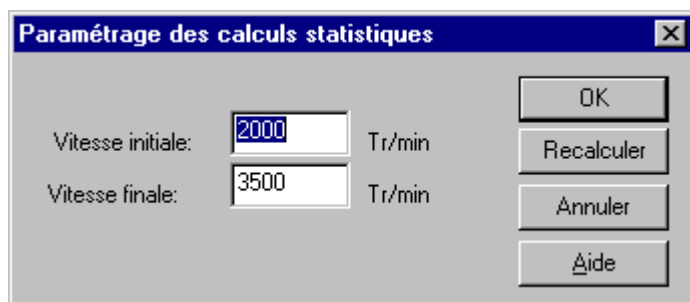 Paramétrage des calculs statistiques
Vitesse initiale: 2000 Tr/min
Vitesse finale: 3500 Tr/min
OK
Recalculer
Annuler
Aide